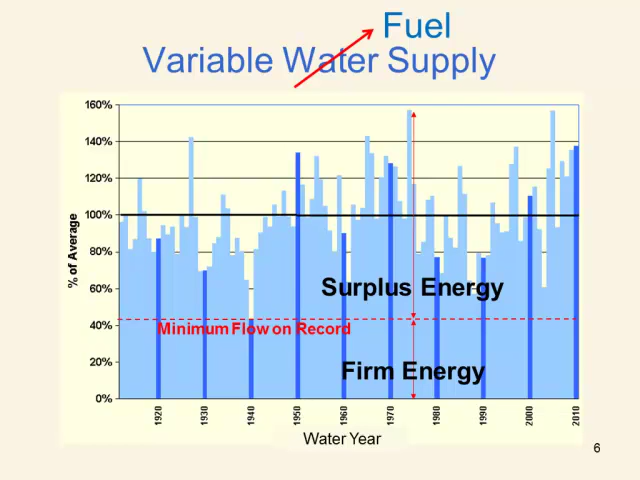 Fuel
Variable Water Supply
160%
140%
120%
100%
80%
60%
40%
20%
0%
% of Average
Surplus Energy
Minimum Flow on Record
Firm Energy
1920
1930
1940
1950
1960
1970
1980
1990
2000
2010
Water Year
6